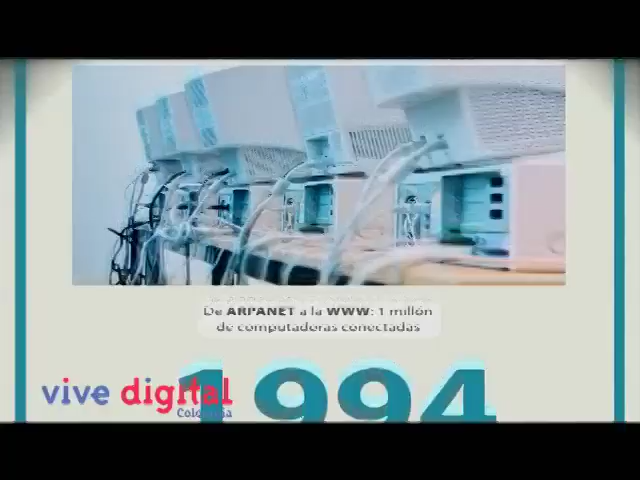 De ARPANET a la WWW: 1 millón
de computadoras conectadas
1994
vive digital
Colombia